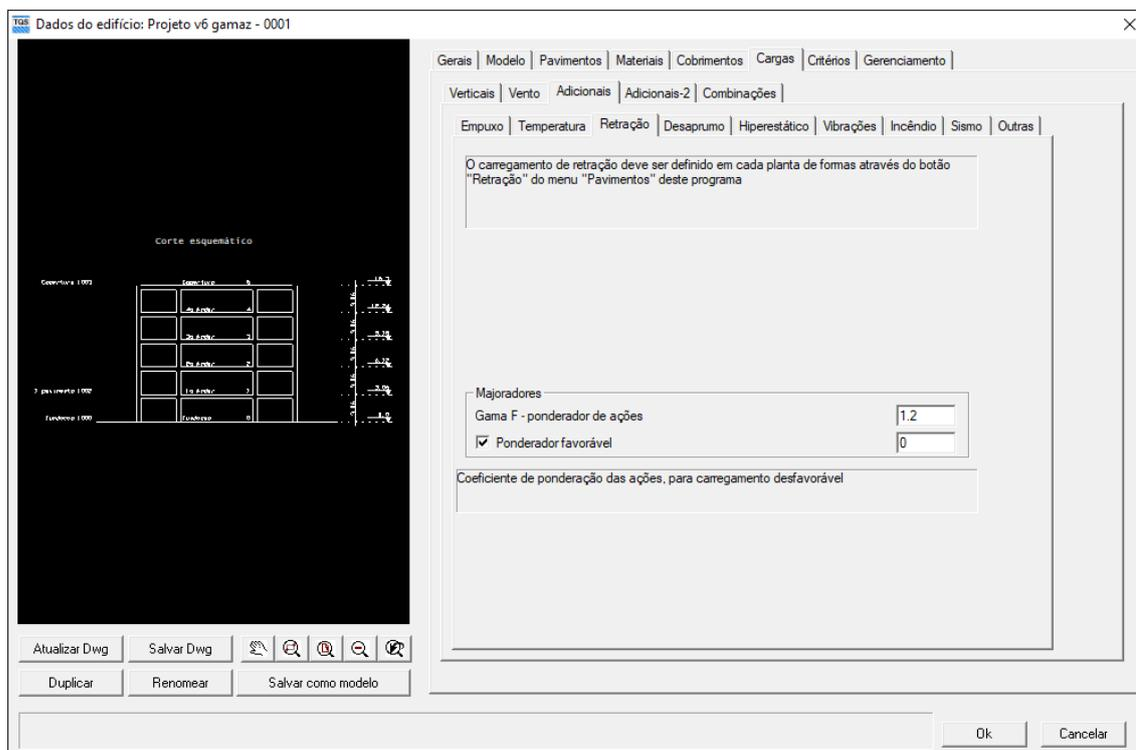 TQS Dados do edifício: Projeto v6 gamaz - 0001
Gerais Modelo Pavimentos Materiais Cobrimentos Cargas Critérios Gerenciamento
Verticais Vento Adicionais Adicionais-2 Combinações
Empuxo Temperatura Retração Desaprumo Hiperestático Vibrações Incêndio Sismo Outras
O carregamento de retração deve ser definido em cada planta de formas através do botão
"Retração" do menu "Pavimentos" deste programa
Corte esquemático
Majoradores
Gama F - ponderador de ações 1.2
Ponderador favorável 0
Coeficiente de ponderação das ações, para carregamento desfavorável
Atualizar Dwg Salvar Dwg
Duplicar Renomear Salvar como modelo
Ok Cancelar